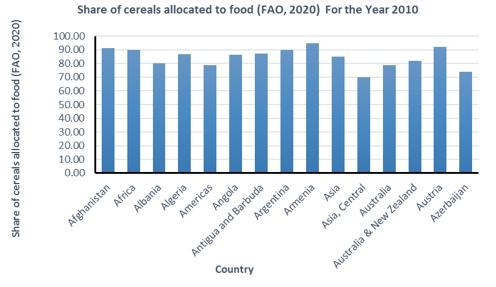 Share of cereals allocated to food (FAO, 2020)  For the Year 2010
Share of cereals allocated to food (FAO, 2020)
100.00
90.00
80.00
70.00
60.00
50.00
40.00
30.00
20.00
10.00
0.00
Afghanistan
Africa
Albania
Algeria
Americas
Angola
Antigua and Barbuda
Argentina
Armenia
Asia
Asia, Central
Australia
Australia & New Zealand
Austria
Azerbaijan
Country